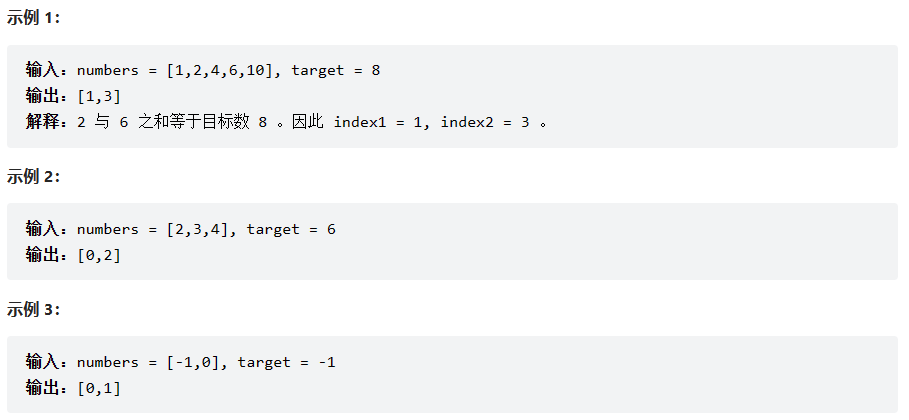 示例 1：
输入：numbers = [1,2,4,6,10], target = 8
输出：[1,3]
解释：2 与 6 之和等于目标数 8 。因此 index1 = 1, index2 = 3 。
示例 2：
输入：numbers = [2,3,4], target = 6
输出：[0,2]
示例 3：
输入：numbers = [-1,0], target = -1
输出：[0,1]